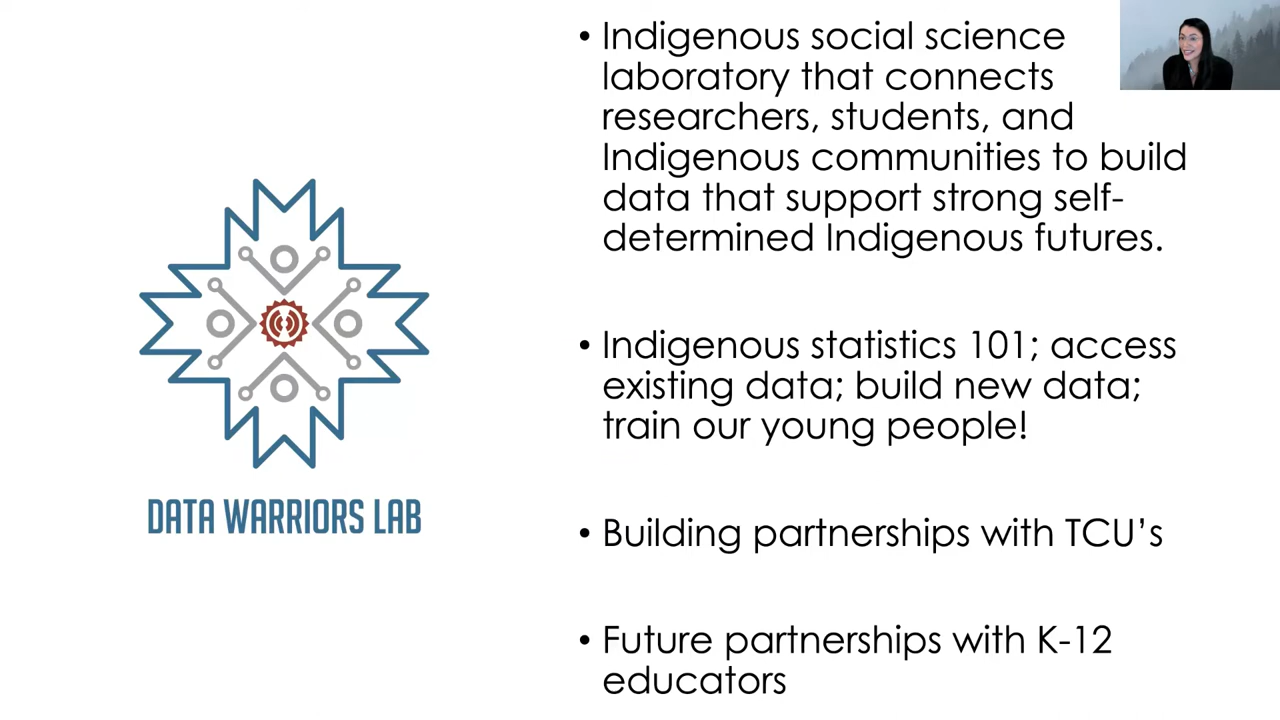 • Indigenous social science
laboratory that connects
researchers, students, and
Indigenous communities to build
data that support strong self-
determined Indigenous futures.
• Indigenous statistics 101; access
existing data; build new data;
train our young people!
• Building partnerships with TCU’s
• Future partnerships with K-12
educators
DATA WARRIORS LAB